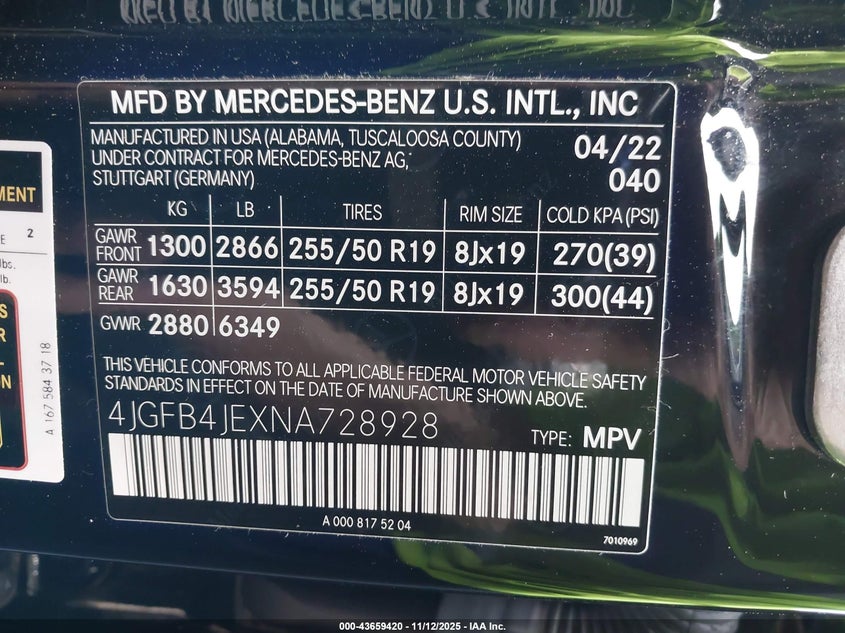 MFD BY MERCEDES-BENZ U.S. INTL., INC
MANUFACTURED IN USA (ALABAMA, TUSCALOOSA COUNTY)
UNDER CONTRACT FOR MERCEDES-BENZ AG,
STUTTGART (GERMANY)
04/22
040
KG LB TIRES RIM SIZE COLD KPA (PSI)
GAWR FRONT 1300 2866 255/50 R19 8Jx19 270(39)
GAWR REAR 1630 3594 255/50 R19 8Jx19 300(44)
GVWR 2880 6349
THIS VEHICLE CONFORMS TO ALL APPLICABLE FEDERAL MOTOR VEHICLE SAFETY
STANDARDS IN EFFECT ON THE DATE OF MANUFACTURE SHOWN ABOVE.
4JGFB4JEXNA728928
TYPE: MPV
A 000 817 52 04
7010969
2
lbs.
lb.
A 167 584 37 18
000-43659420 - 11/12/2025 - IAA Inc.